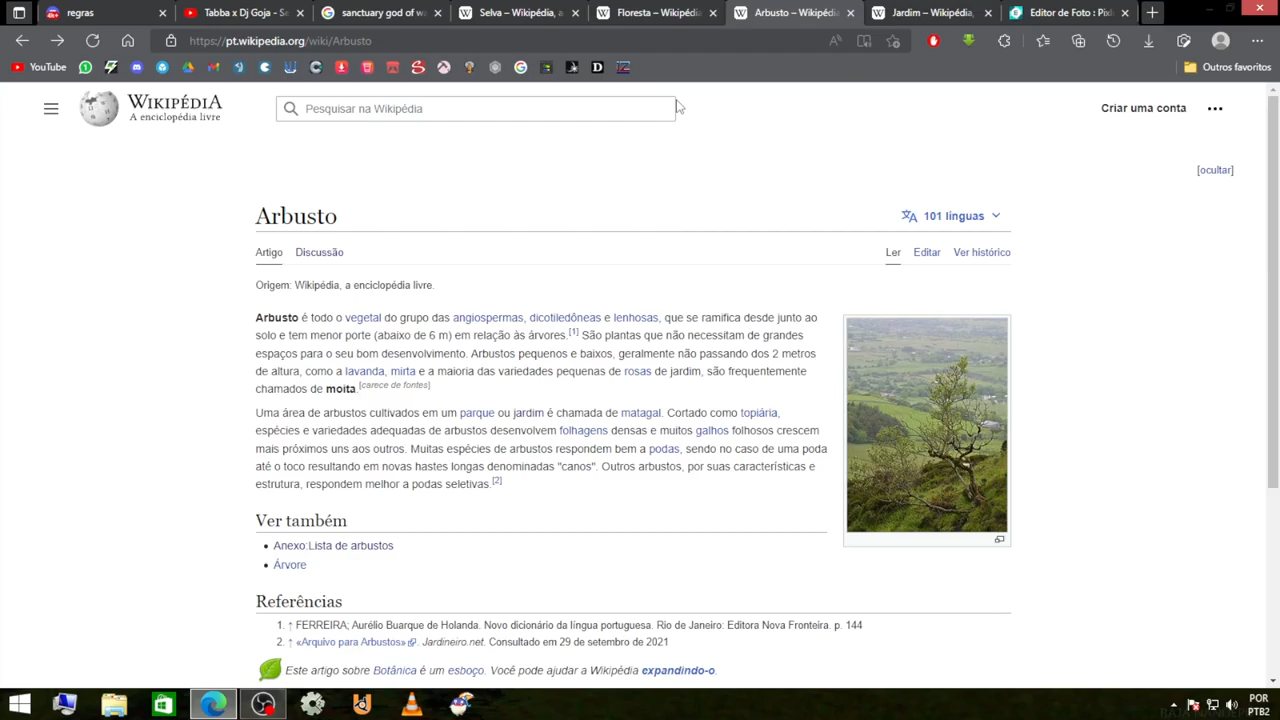 regras
Tabba x Dj Goja - Se
sanctuary god of we
Selva – Wikipédia, a
Floresta – Wikipédia
Arbusto – Wikipédia
Jardim – Wikipédia,
Editor de Foto : Pixl
https://pt.wikipedia.org/wiki/Arbusto
YouTube
Outros favoritos
WIKIPÉDIA
A enciclopédia livre
Pesquisar na Wikipédia
Criar uma conta
[ocultar]
Arbusto
101 línguas
Artigo Discussão
Ler Editar Ver histórico
Origem: Wikipédia, a enciclopédia livre.
Arbusto é todo o vegetal do grupo das angiospermas, dicotiledôneas e lenhosas, que se ramifica desde junto ao
solo e tem menor porte (abaixo de 6 m) em relação às árvores.[1] São plantas que não necessitam de grandes
espaços para o seu bom desenvolvimento. Arbustos pequenos e baixos, geralmente não passando dos 2 metros
de altura, como a lavanda, mirta e a maioria das variedades pequenas de rosas de jardim, são frequentemente
chamados de moita.[carece de fontes]
Uma área de arbustos cultivados em um parque ou jardim é chamada de matagal. Cortado como topiária,
espécies e variedades adequadas de arbustos desenvolvem folhagens densas e muitos galhos folhosos crescem
mais próximos uns aos outros. Muitas espécies de arbustos respondem bem a podas, sendo no caso de uma poda
até o toco resultando em novas hastes longas denominadas "canos". Outros arbustos, por suas características e
estrutura, respondem melhor a podas seletivas.[2]
Ver também
Anexo:Lista de arbustos
Árvore
Referências
1. ↑ FERREIRA; Aurélio Buarque de Holanda. Novo dicionário da língua portuguesa. Rio de Janeiro: Editora Nova Fronteira. p. 144
2. ↑ «Arquivo para Arbustos». Jardineiro.net. Consultado em 29 de setembro de 2021
Este artigo sobre Botânica é um esboço. Você pode ajudar a Wikipédia expandindo-o.
POR
PTB2